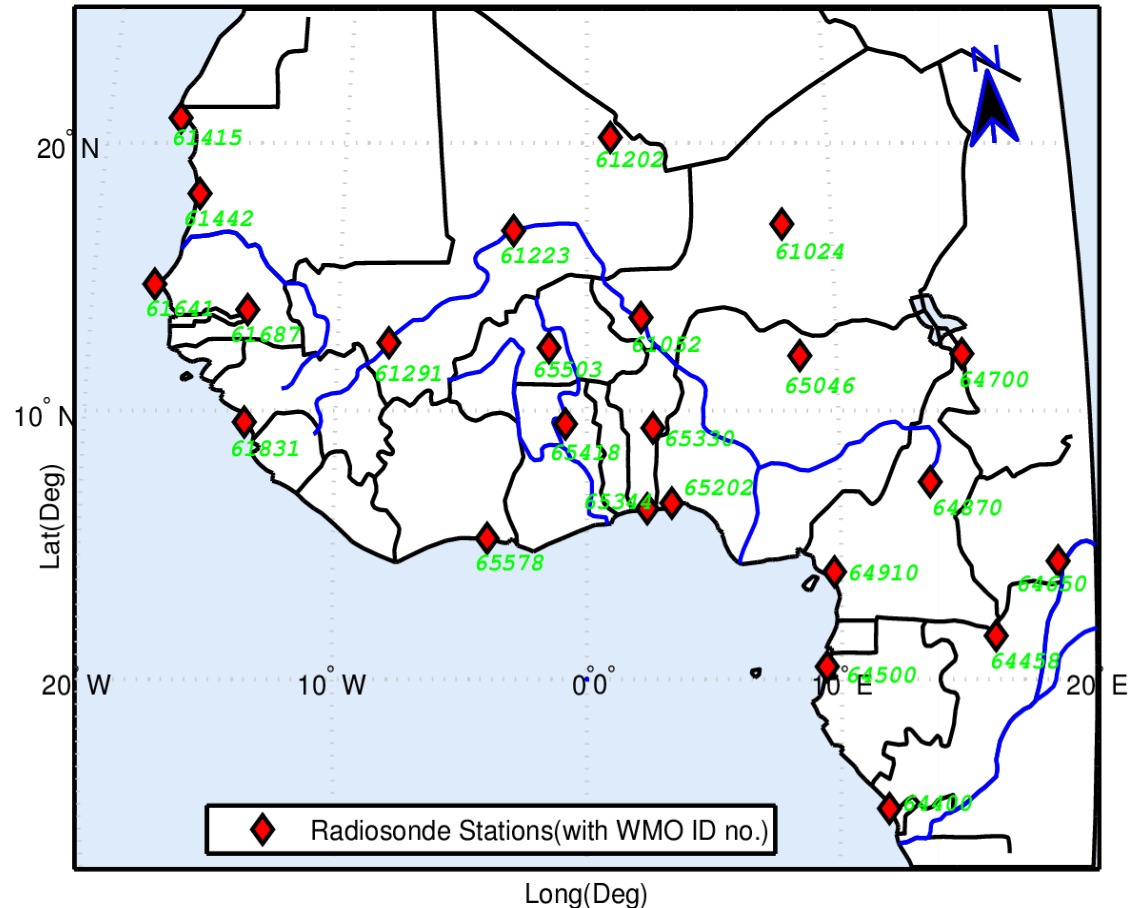 N
61415
20° N
61202
61442
61223
61024
61641
61687
61052
61291
65503
65046
64700
10° N
61831
65418
65330
65344
65202
64870
Lat(Deg)
65578
64910
64650
64458
64500
20° W
10° W
0°
0°
10° E
20° E
64400
Radiosonde Stations(with WMO ID no.)
Long(Deg)